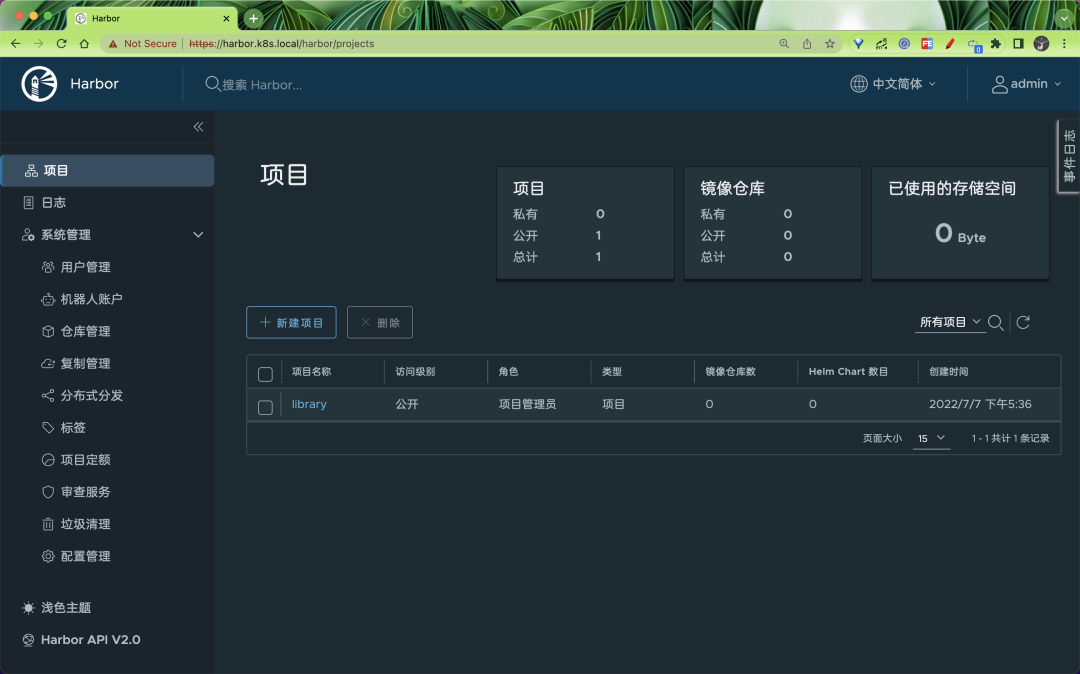 Harbor
Not Secure
https://harbor.k8s.local/harbor/projects
0
Harbor
搜索 Harbor...
中文简体
admin
项目
日志
系统管理
用户管理
机器人账户
仓库管理
复制管理
分布式分发
标签
项目定额
审查服务
垃圾清理
配置管理
浅色主题
Harbor API V2.0
项目
项目
私有 0
公开 1
总计 1
镜像仓库
私有 0
公开 0
总计 0
已使用的存储空间
0 Byte
事件日志
新建项目
删除
所有项目
项目名称 访问级别 角色 类型 镜像仓库数 Helm Chart 数目 创建时间
library 公开 项目管理员 项目 0 0 2022/7/7 下午5:36
页面大小 15 1 - 1 共计 1 条记录